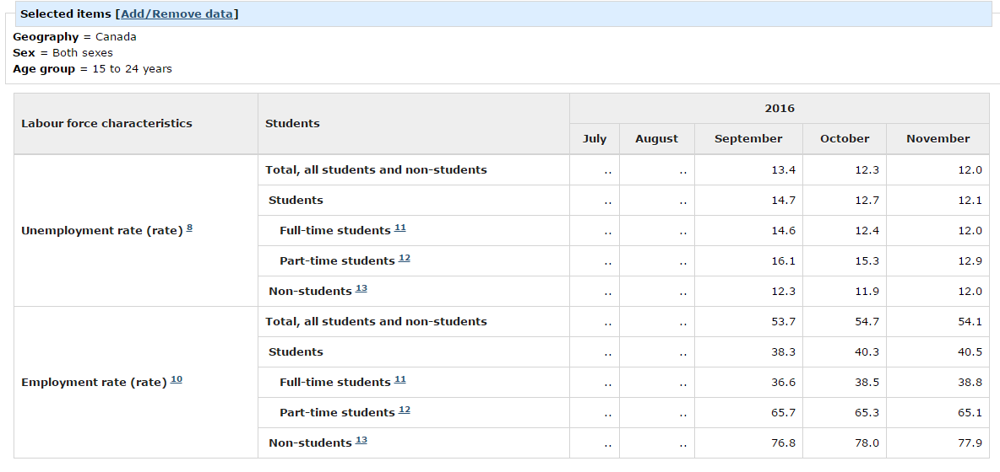 Selected items [Add/Remove data]
Geography = Canada
Sex = Both sexes
Age group = 15 to 24 years
Labour force characteristics Students 2016
July August September October November
Unemployment rate (rate) 8
Total, all students and non-students .. .. 13.4 12.3 12.0
Students .. .. 14.7 12.7 12.1
Full-time students 11 .. .. 14.6 12.4 12.0
Part-time students 12 .. .. 16.1 15.3 12.9
Non-students 13 .. .. 12.3 11.9 12.0
Employment rate (rate) 10
Total, all students and non-students .. .. 53.7 54.7 54.1
Students .. .. 38.3 40.3 40.5
Full-time students 11 .. .. 36.6 38.5 38.8
Part-time students 12 .. .. 65.7 65.3 65.1
Non-students 13 .. .. 76.8 78.0 77.9